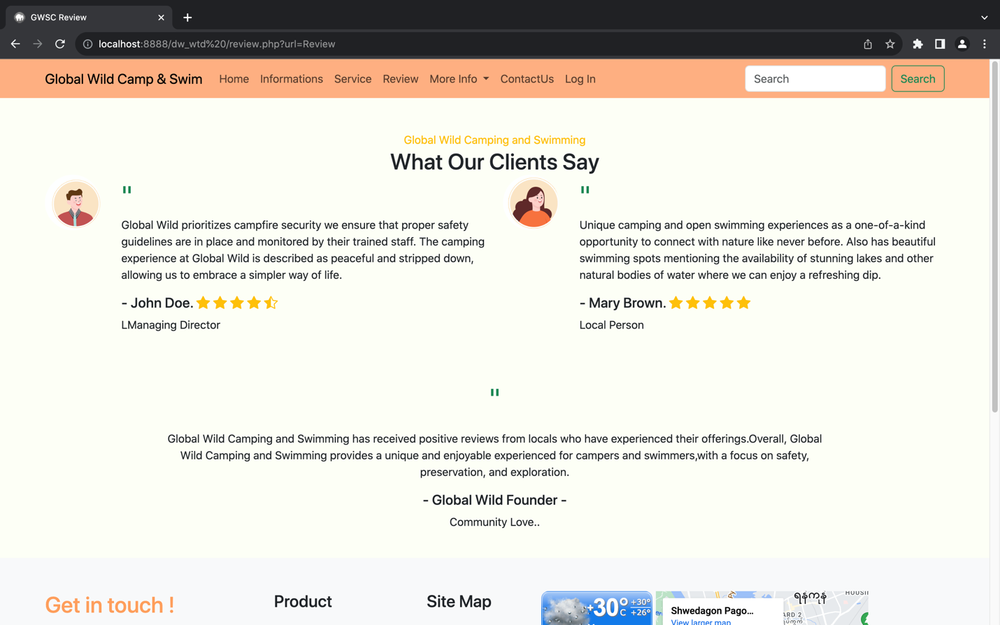 GWSC Review
localhost:8888/dw_wtd%20/review.php?url=Review
Global Wild Camp & Swim Home Informations Service Review More Info ContactUs Log In Search Search
Global Wild Camping and Swimming
What Our Clients Say
"
Global Wild prioritizes campfire security we ensure that proper safety
guidelines are in place and monitored by their trained staff. The camping
experience at Global Wild is described as peaceful and stripped down,
allowing us to embrace a simpler way of life.
- John Doe.
LManaging Director
"
Unique camping and open swimming experiences as a one-of-a-kind
opportunity to connect with nature like never before. Also has beautiful
swimming spots mentioning the availability of stunning lakes and other
natural bodies of water where we can enjoy a refreshing dip.
- Mary Brown.
Local Person
"
Global Wild Camping and Swimming has received positive reviews from locals who have experienced their offerings.Overall, Global
Wild Camping and Swimming provides a unique and enjoyable experienced for campers and swimmers,with a focus on safety,
preservation, and exploration.
- Global Wild Founder -
Community Love..
Get in touch !
Product
Site Map
+30°C +30°
+26°
Shwedagon Pago...
View larger map
ရန်ကုန်